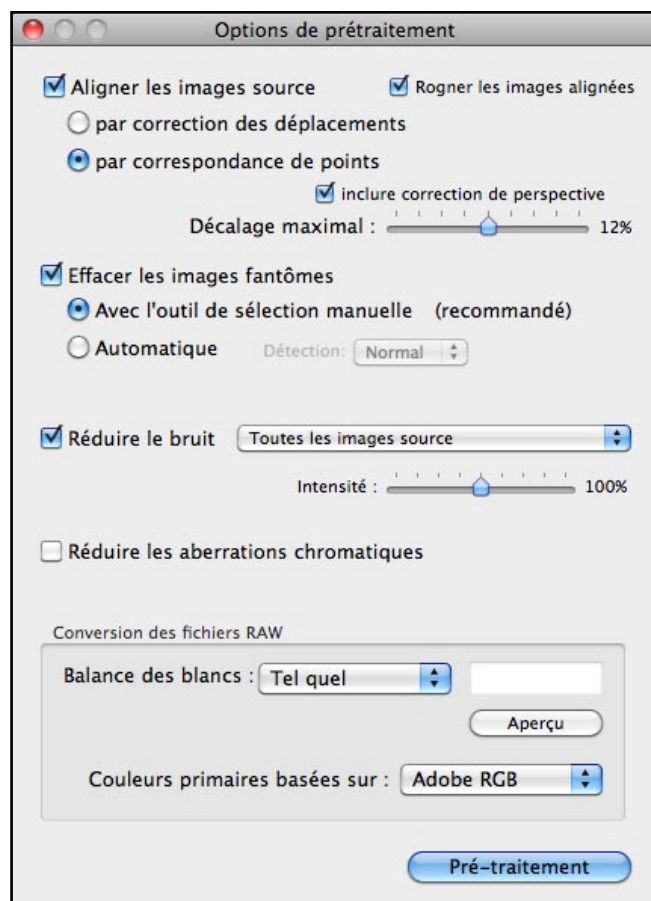 Options de prétraitement
Aligner les images source Rogner les images alignées
par correction des déplacements
par correspondance de points
inclure correction de perspective
Décalage maximal : 12%
Effacer les images fantômes
Avec l'outil de sélection manuelle (recommandé)
Automatique Détection: Normal
Réduire le bruit Toutes les images source
Intensité : 100%
Réduire les aberrations chromatiques
Conversion des fichiers RAW
Balance des blancs : Tel quel
Aperçu
Couleurs primaires basées sur : Adobe RGB
Pré-traitement